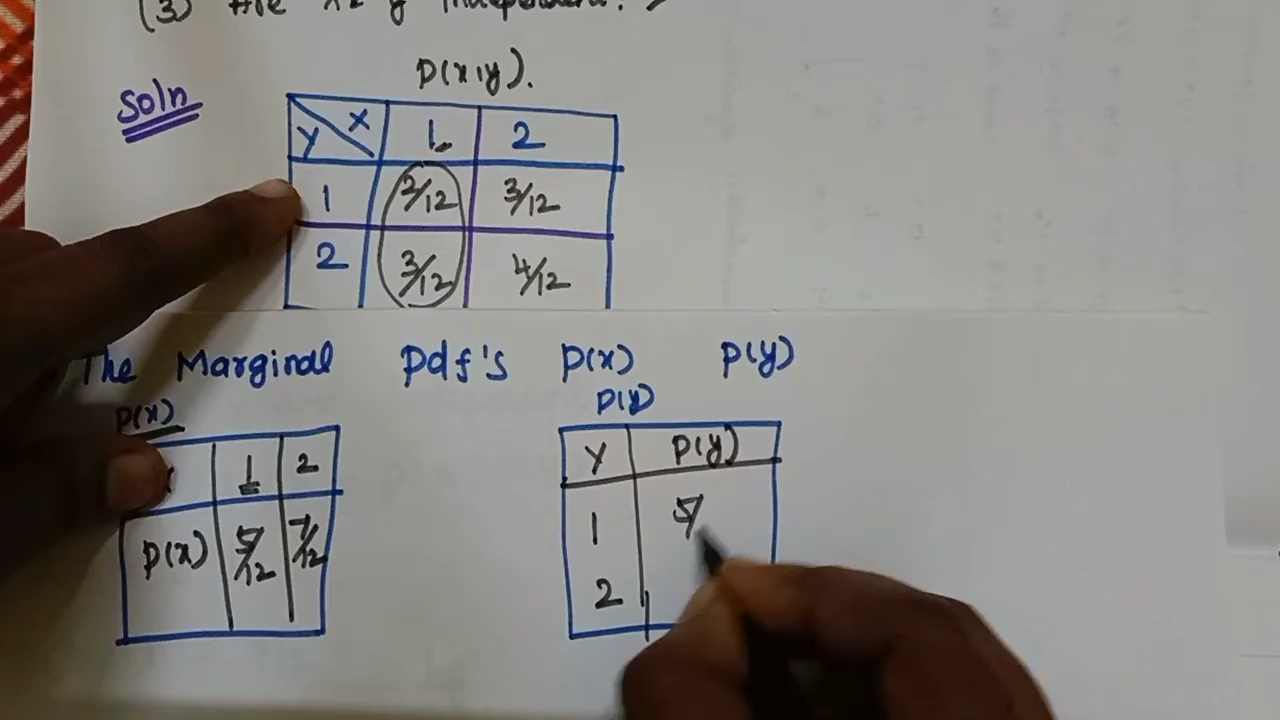 (3) Are x & y independent?
P(x,y).
Soln
Y X 1 2
1 2/12 3/12
2 3/12 4/12
The Marginal Pdf's P(x) P(y)
P(x) P(y)
1 2 Y P(y)
P(x) 5/12 7/12 1 5/
2